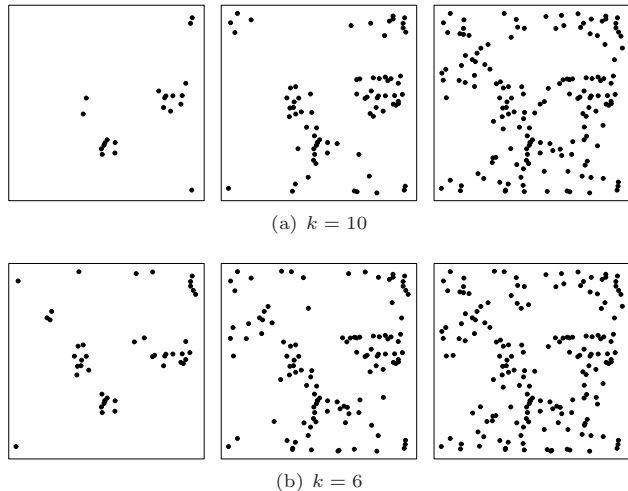 (a) k = 10
(b) k = 6